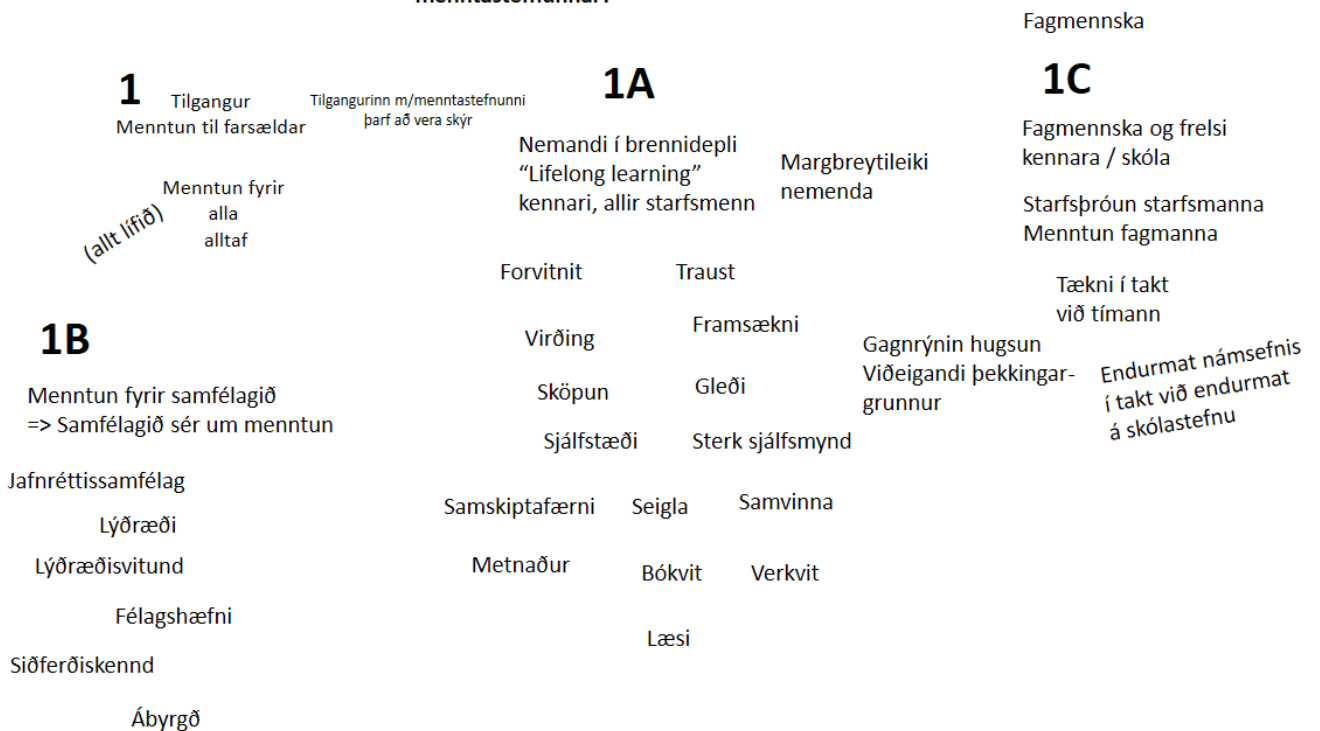 1
Tilgangur
Menntun til farsældar
Tilgangurinn m/menntastefnunni
þarf að vera skýr
Menntun fyrir
alla
alltaf
(allt lífið)
1B
Menntun fyrir samfélagið
=> Samfélagið sér um menntun
Jafnréttissamfélag
Lýðræði
Lýðræðisvitund
Félagshæfni
Siðferðiskennd
Ábyrgð
1A
Nemandi í brennidepli
“Lifelong learning”
kennari, allir starfsmenn
Margbreytileiki
nemenda
Forvitnit
Traust
Virðing
Framsækni
Sköpun
Gleði
Sjálfstæði
Sterk sjálfsmynd
Gagnrýnin hugsun
Viðeigandi þekkingar-
grunnur
Samskiptafærni
Seigla
Samvinna
Metnaður
Bókvit
Verkvit
Læsi
Fagmennska
1C
Fagmennska og frelsi
kennara / skóla
Starfsþróun starfsmanna
Menntun fagmanna
Tækni í takt
við tímann
Endurmat námsefnis
í takt við endurmat
á skólastefnu